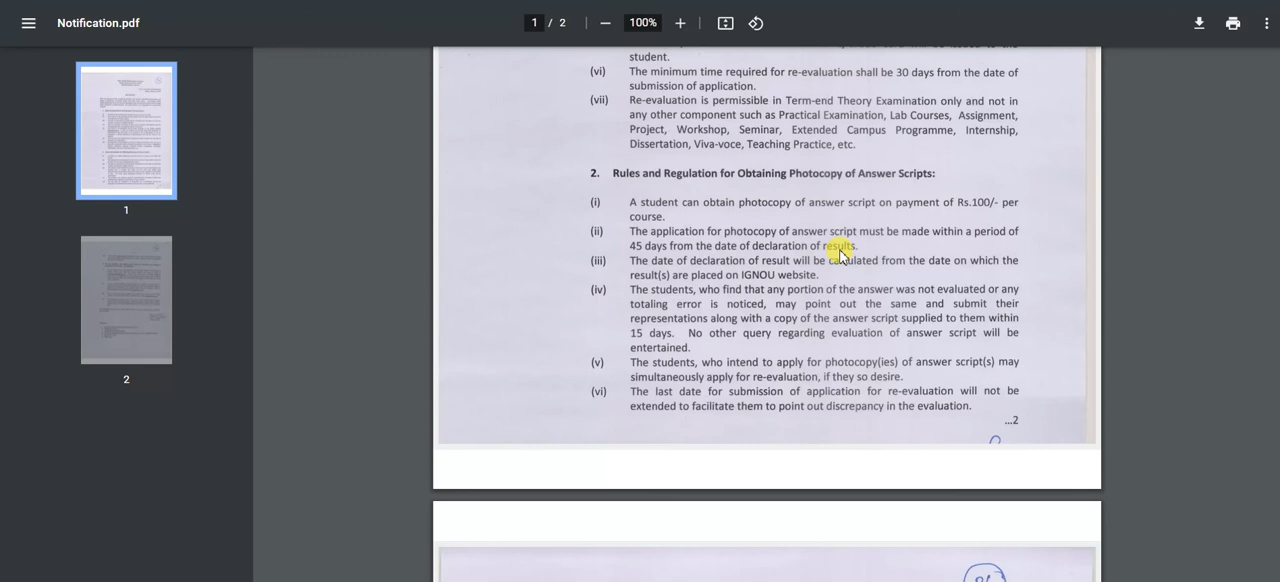 Notification.pdf
1 / 2
100%
1
2
student.
(vi) The minimum time required for re-evaluation shall be 30 days from the date of
submission of application.
(vii) Re-evaluation is permissible in Term-end Theory Examination only and not in
any other component such as Practical Examination, Lab Courses, Assignment,
Project, Workshop, Seminar, Extended Campus Programme, Internship,
Dissertation, Viva-voce, Teaching Practice, etc.
2. Rules and Regulation for Obtaining Photocopy of Answer Scripts:
(i) A student can obtain photocopy of answer script on payment of Rs.100/- per
course.
(ii) The application for photocopy of answer script must be made within a period of
45 days from the date of declaration of results.
(iii) The date of declaration of result will be calculated from the date on which the
result(s) are placed on IGNOU website.
(iv) The students, who find that any portion of the answer was not evaluated or any
totaling error is noticed, may point out the same and submit their
representations along with a copy of the answer script supplied to them within
15 days. No other query regarding evaluation of answer script will be
entertained.
(v) The students, who intend to apply for photocopy(ies) of answer script(s) may
simultaneously apply for re-evaluation, if they so desire.
(vi) The last date for submission of application for re-evaluation will not be
extended to facilitate them to point out discrepancy in the evaluation.
...2